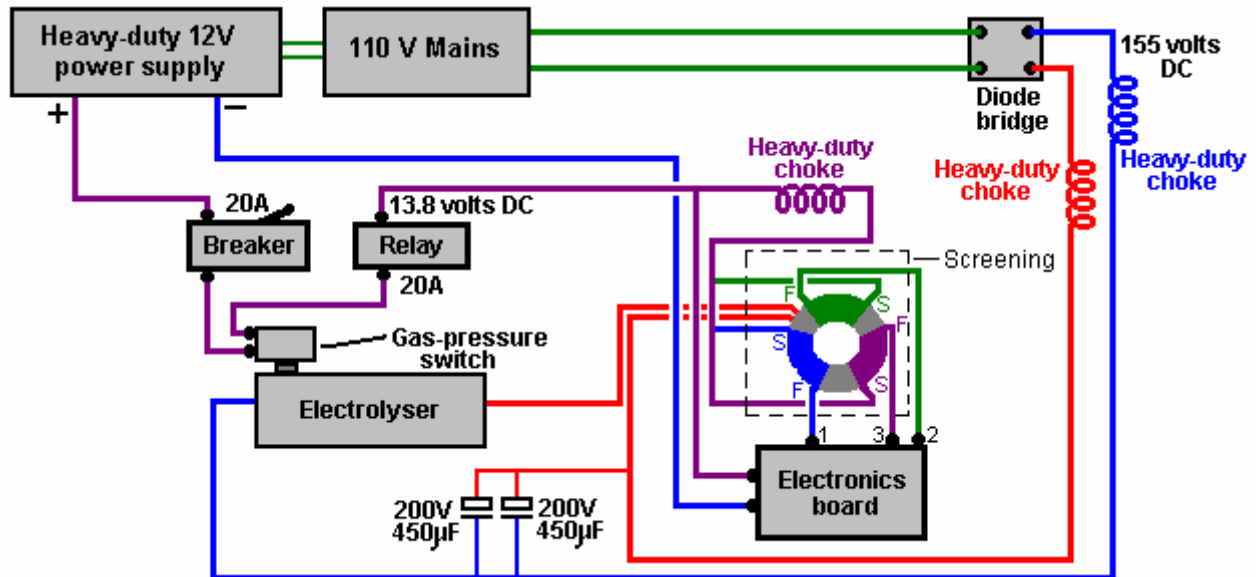 Heavy-duty 12V
power supply
110 V Mains
155 volts
DC
Diode
bridge
+
−
Heavy-duty
choke
Heavy-duty
choke
Heavy-duty
choke
20A
13.8 volts DC
Breaker
Relay
20A
Screening
F
S
F
S
F
S
Gas-pressure
switch
Electrolyser
1
3
2
Electronics
board
200V
450µF
200V
450µF